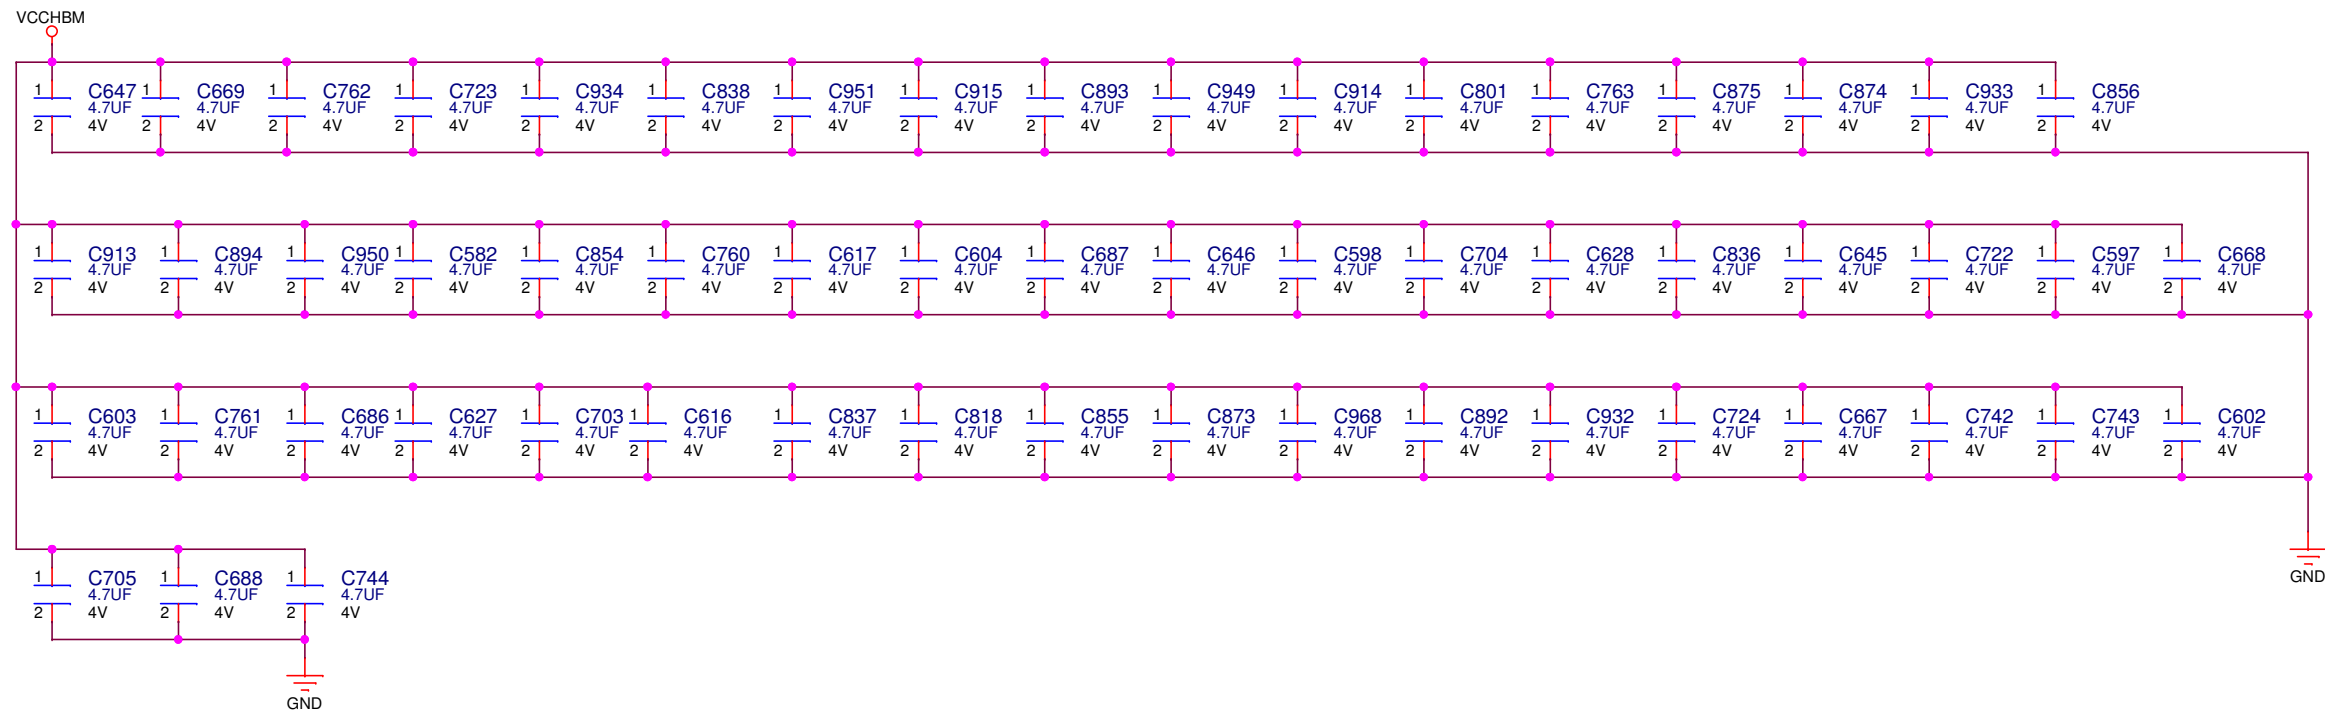 VCCHBM
1 C647 1 C669 1 C762 1 C723 1 C934 1 C838 1 C951 1 C915 1 C893 1 C949 1 C914 1 C801 1 C763 1 C875 1 C874 1 C933 1 C856
4.7UF 4.7UF 4.7UF 4.7UF 4.7UF 4.7UF 4.7UF 4.7UF 4.7UF 4.7UF 4.7UF 4.7UF 4.7UF 4.7UF 4.7UF 4.7UF 4.7UF
2 4V 2 4V 2 4V 2 4V 2 4V 2 4V 2 4V 2 4V 2 4V 2 4V 2 4V 2 4V 2 4V 2 4V 2 4V 2 4V 2 4V
1 C913 1 C894 1 C950 1 C582 1 C854 1 C760 1 C617 1 C604 1 C687 1 C646 1 C598 1 C704 1 C628 1 C836 1 C645 1 C722 1 C597 1 C668
4.7UF 4.7UF 4.7UF 4.7UF 4.7UF 4.7UF 4.7UF 4.7UF 4.7UF 4.7UF 4.7UF 4.7UF 4.7UF 4.7UF 4.7UF 4.7UF 4.7UF 4.7UF
2 4V 2 4V 2 4V 2 4V 2 4V 2 4V 2 4V 2 4V 2 4V 2 4V 2 4V 2 4V 2 4V 2 4V 2 4V 2 4V 2 4V 2 4V
1 C603 1 C761 1 C686 1 C627 1 C703 1 C616 1 C837 1 C818 1 C855 1 C873 1 C968 1 C892 1 C932 1 C724 1 C667 1 C742 1 C743 1 C602
4.7UF 4.7UF 4.7UF 4.7UF 4.7UF 4.7UF 4.7UF 4.7UF 4.7UF 4.7UF 4.7UF 4.7UF 4.7UF 4.7UF 4.7UF 4.7UF 4.7UF 4.7UF
2 4V 2 4V 2 4V 2 4V 2 4V 2 4V 2 4V 2 4V 2 4V 2 4V 2 4V 2 4V 2 4V 2 4V 2 4V 2 4V 2 4V 2 4V
GND
1 C705 1 C688 1 C744
4.7UF 4.7UF 4.7UF
2 4V 2 4V 2 4V
GND